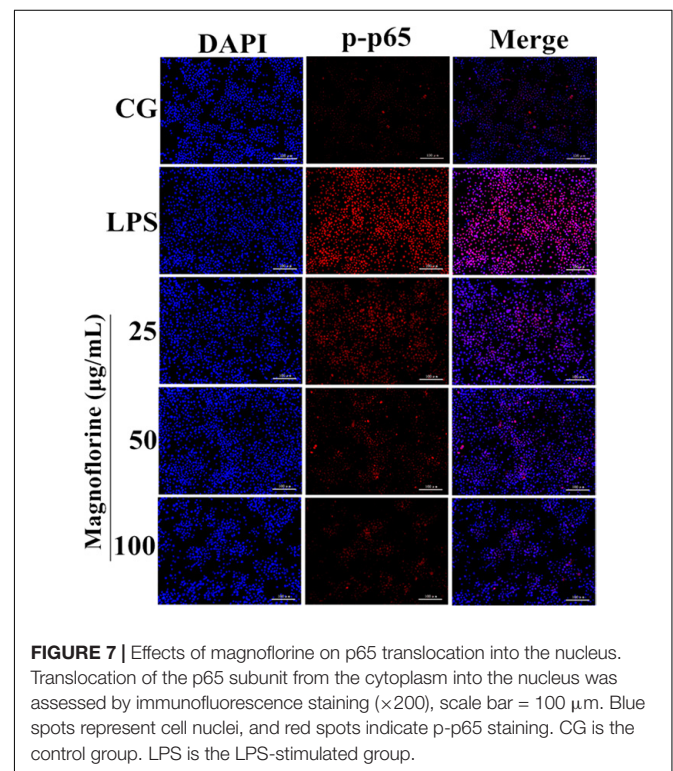 DAPI p-p65 Merge
CG
LPS
25
50
100
Magnoflorine (μg/mL)
FIGURE 7 | Effects of magnoflorine on p65 translocation into the nucleus.
Translocation of the p65 subunit from the cytoplasm into the nucleus was
assessed by immunofluorescence staining (×200), scale bar = 100 μm. Blue
spots represent cell nuclei, and red spots indicate p-p65 staining. CG is the
control group. LPS is the LPS-stimulated group.